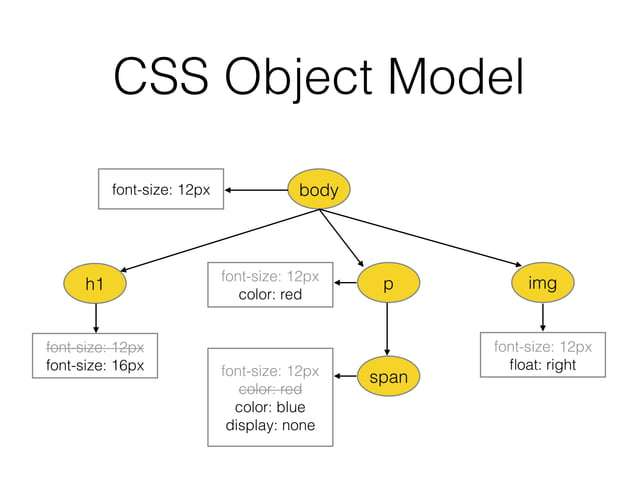 CSS Object Model
font-size: 12px
body
h1
font-size: 12px
color: red
p
img
font-size: 12px
font-size: 16px
font-size: 12px
float: right
font-size: 12px
color: red
color: blue
display: none
span